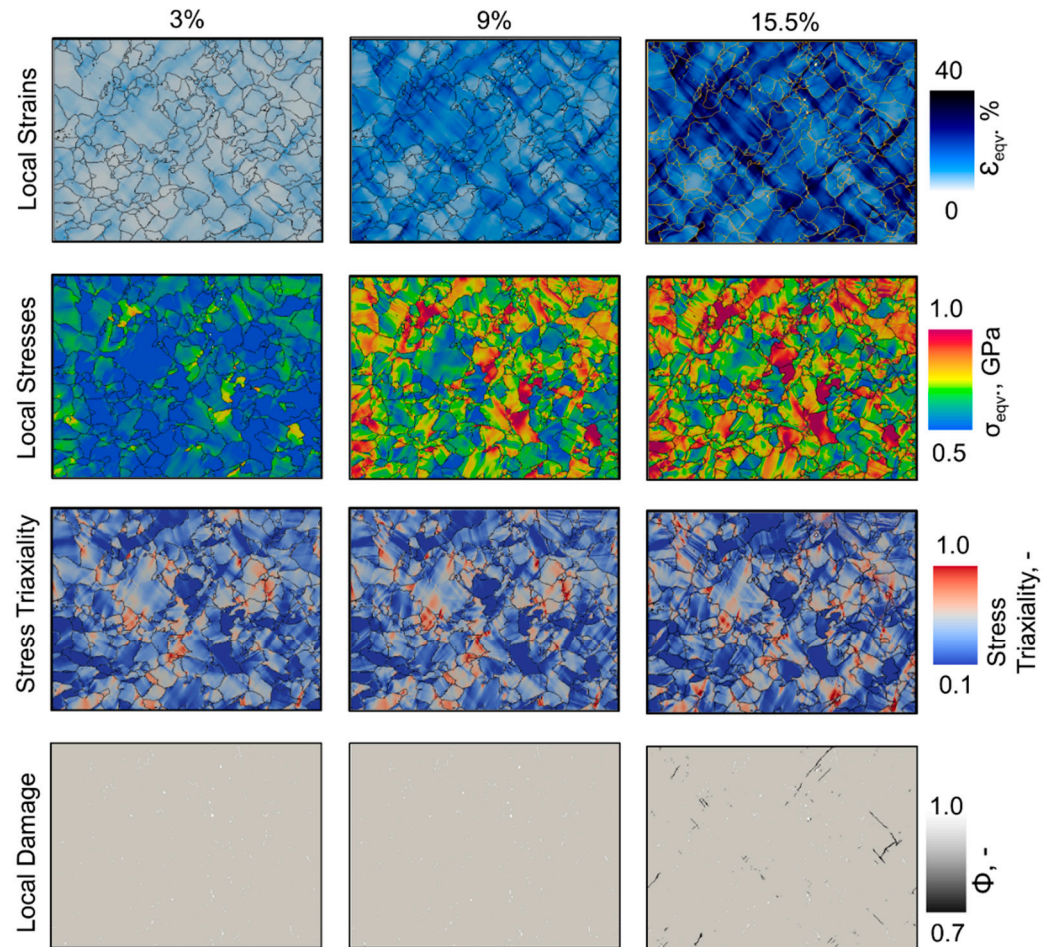 3%
9%
15.5%
Local Strains
40
ε_eqv, %
0
Local Stresses
1.0
σ_eqv., GPa
0.5
Stress Triaxiality
1.0
Stress
Triaxiality, -
0.1
Local Damage
1.0
Φ, -
0.7